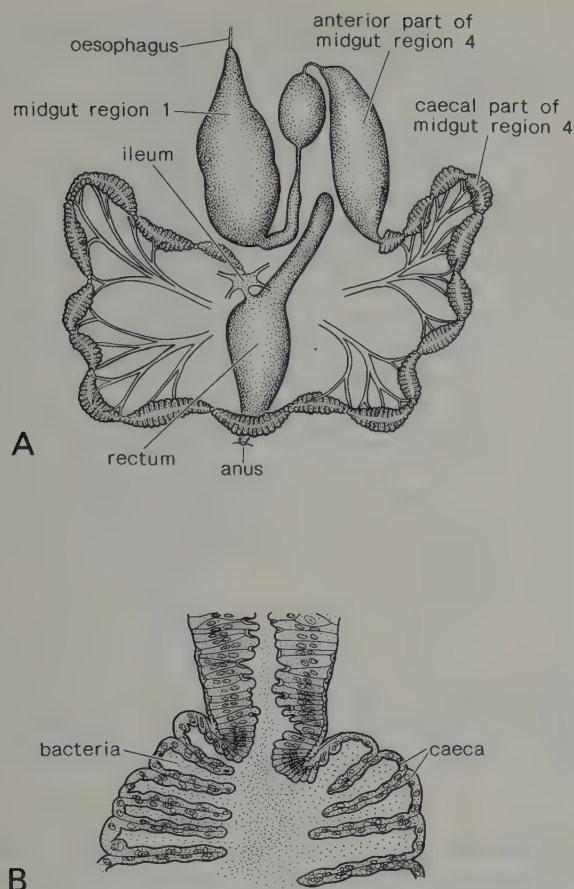 oesophagus
anterior part of
midgut region 4
midgut region 1
caecal part of
midgut region 4
ileum
A
rectum
anus
bacteria
caeca
B